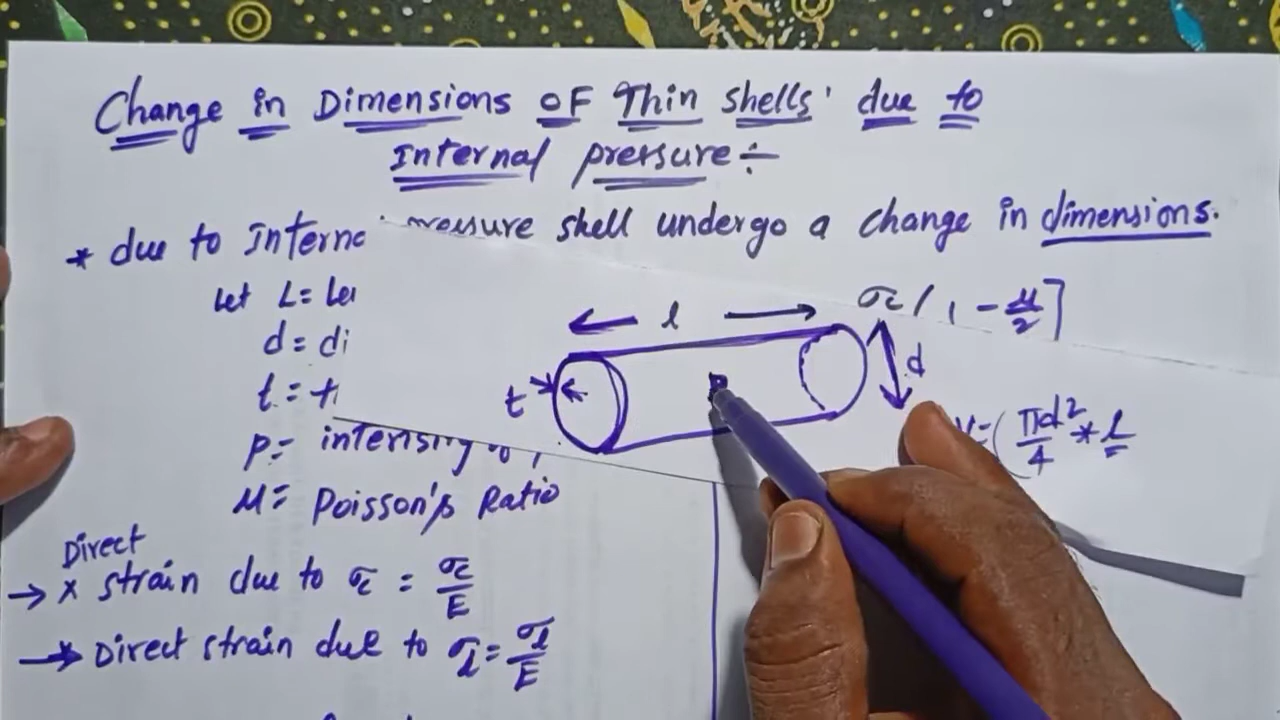 Change in Dimensions of Thin shells due to
Internal pressure÷
* due to Interna pressure shell undergo a change in dimensions.
let L= Len
d= di
t=
p= intensity
μ= Poisson's Ratio
Direct
→ × strain due to σc = σc/E
→ Direct strain due to σl = σl/E
l
t
d
P
σc/ 1 - μ/2]
V=(πd²/4 * l